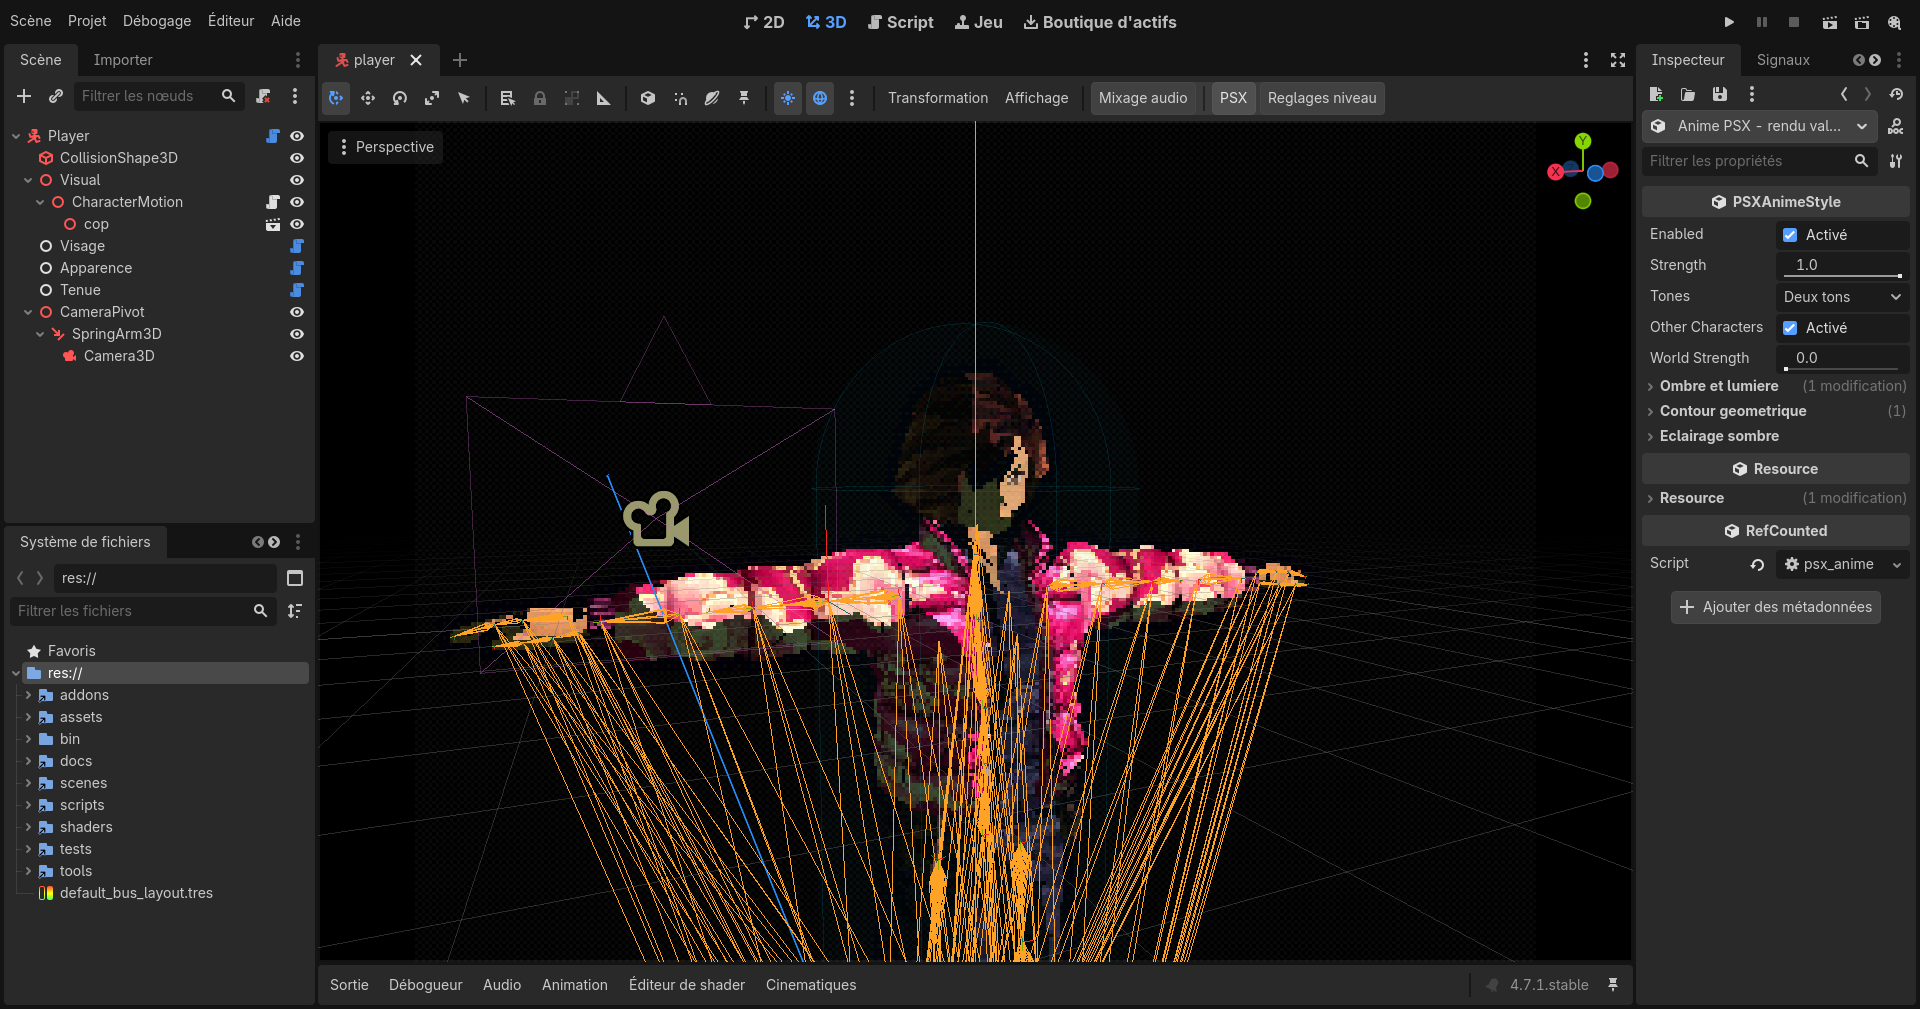 Scène Projet Débogage Éditeur Aide
2D 3D Script Jeu Boutique d'actifs
Scène Importer
Filtrer les nœuds
Player
CollisionShape3D
Visual
CharacterMotion
cop
Visage
Apparence
Tenue
CameraPivot
SpringArm3D
Camera3D
Système de fichiers
res://
Filtrer les fichiers
Favoris
res://
addons
assets
bin
docs
scenes
scripts
shaders
tests
tools
default_bus_layout.tres
player
Transformation Affichage Mixage audio PSX Reglages niveau
Perspective
Y
X
Sortie Débogueur Audio Animation Éditeur de shader Cinematiques
4.7.1.stable
Inspecteur Signaux
Anime PSX - rendu val...
DOC
Filtrer les propriétés
PSXAnimeStyle
Enabled Activé
Strength 1.0
Tones Deux tons
Other Characters Activé
World Strength 0.0
Ombre et lumiere (1 modification)
Contour geometrique (1)
Eclairage sombre
Resource
Resource (1 modification)
RefCounted
Script psx_anime
Ajouter des métadonnées